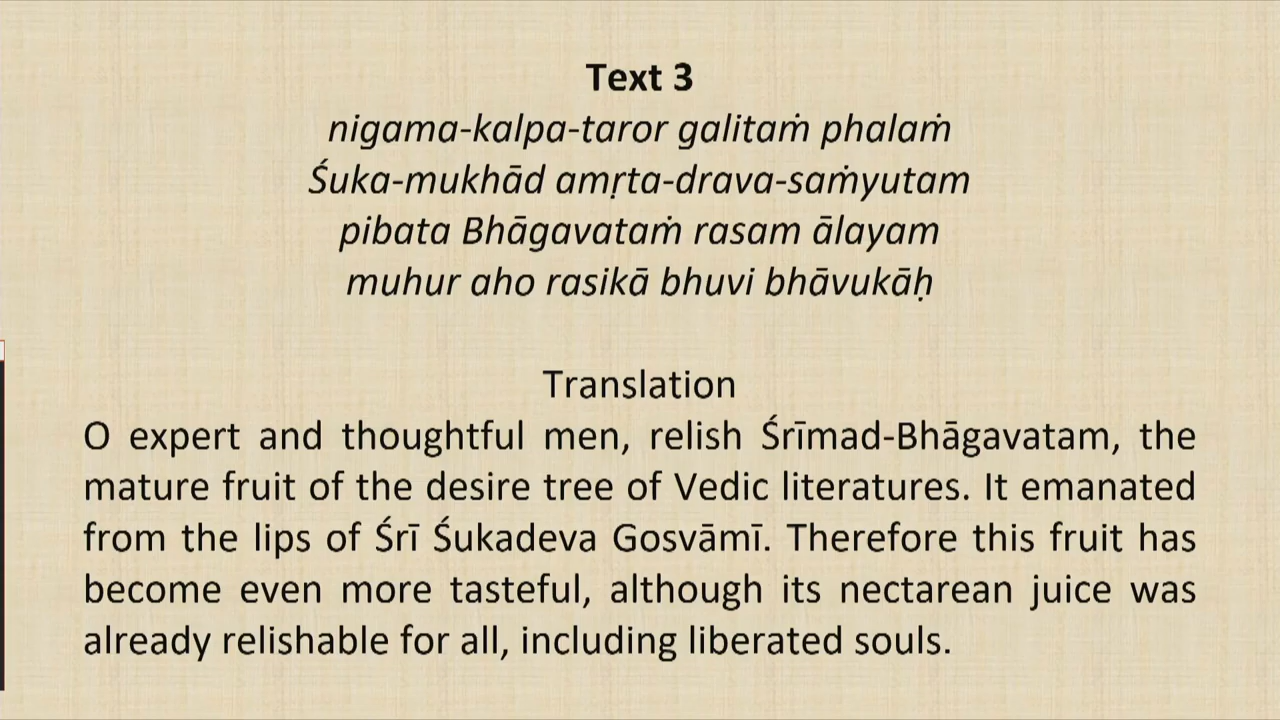 Text 3
nigama-kalpa-taror galitaṁ phalaṁ
Śuka-mukhād amṛta-drava-saṁyutam
pibata Bhāgavataṁ rasam ālayam
muhur aho rasikā bhuvi bhāvukāḥ
Translation
O expert and thoughtful men, relish Śrīmad-Bhāgavatam, the
mature fruit of the desire tree of Vedic literatures. It emanated
from the lips of Śrī Śukadeva Gosvāmī. Therefore this fruit has
become even more tasteful, although its nectarean juice was
already relishable for all, including liberated souls.